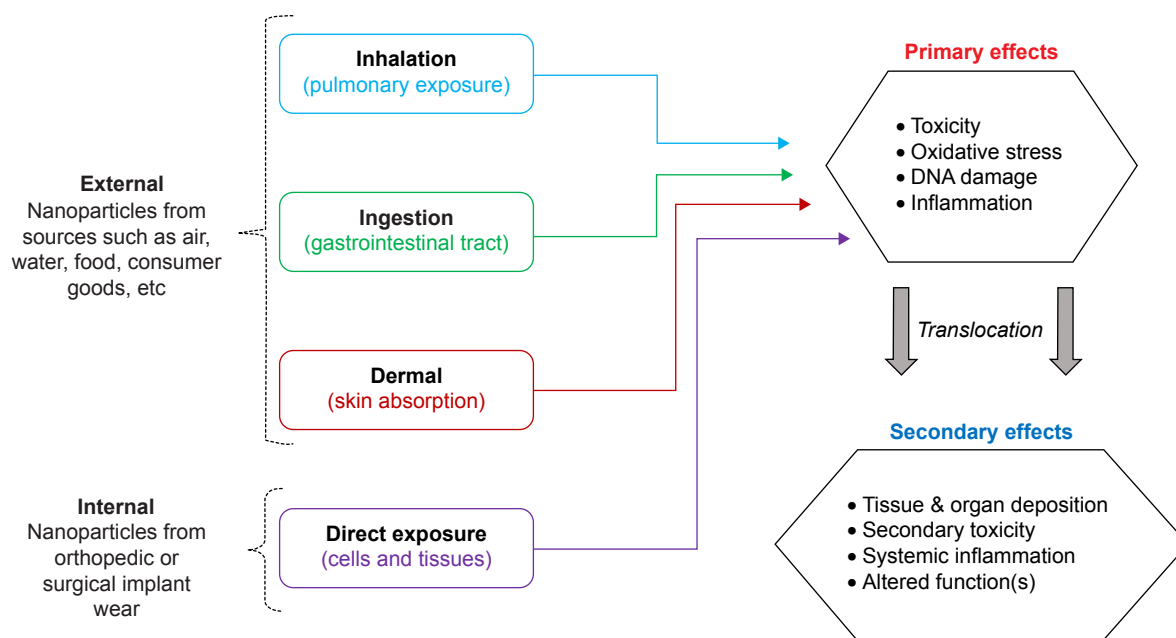 External
Nanoparticles from
sources such as air,
water, food, consumer
goods, etc
Inhalation
(pulmonary exposure)
Ingestion
(gastrointestinal tract)
Dermal
(skin absorption)
Internal
Nanoparticles from
orthopedic or
surgical implant
wear
Direct exposure
(cells and tissues)
Primary effects
• Toxicity
• Oxidative stress
• DNA damage
• Inflammation
Translocation
Secondary effects
• Tissue & organ deposition
• Secondary toxicity
• Systemic inflammation
• Altered function(s)